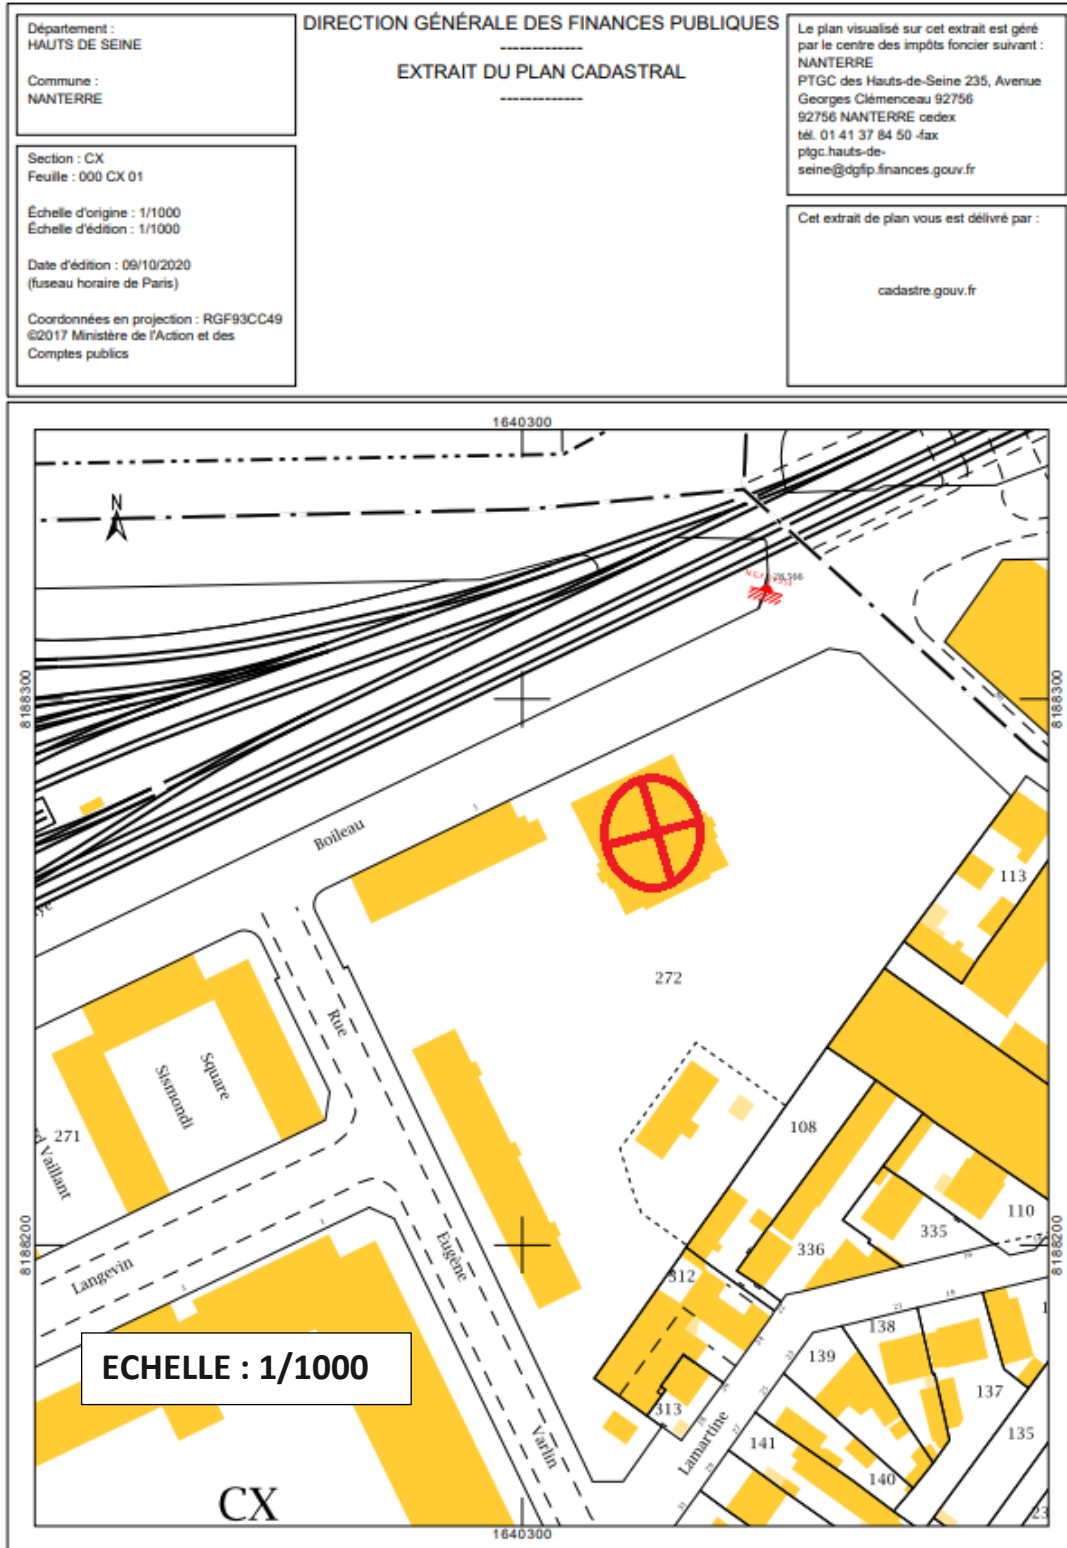 Département :
HAUTS DE SEINE
Commune :
NANTERRE
Section : CX
Feuille : 000 CX 01
Échelle d'origine : 1/1000
Échelle d'édition : 1/1000
Date d'édition : 09/10/2020
(fuseau horaire de Paris)
Coordonnées en projection : RGF93CC49
©2017 Ministère de l'Action et des
Comptes publics
DIRECTION GÉNÉRALE DES FINANCES PUBLIQUES
-------------
EXTRAIT DU PLAN CADASTRAL
-------------
Le plan visualisé sur cet extrait est géré
par le centre des impôts foncier suivant :
NANTERRE
PTGC des Hauts-de-Seine 235, Avenue
Georges Clémenceau 92756
92756 NANTERRE cedex
tél. 01 41 37 84 50 -fax
ptgc.hauts-de-
seine@dgfip.finances.gouv.fr
Cet extrait de plan vous est délivré par :
cadastre.gouv.fr
1640300
N
8188300
8188300
Boileau
113
272
Rue
Square
Sismondi
271
rd Vaillant
108
110
335
336
8188200
8188200
Langevin
Eugène
312
138
139
137
313
135
141
140
Lamartine
Varlin
ECHELLE : 1/1000
CX
1640300